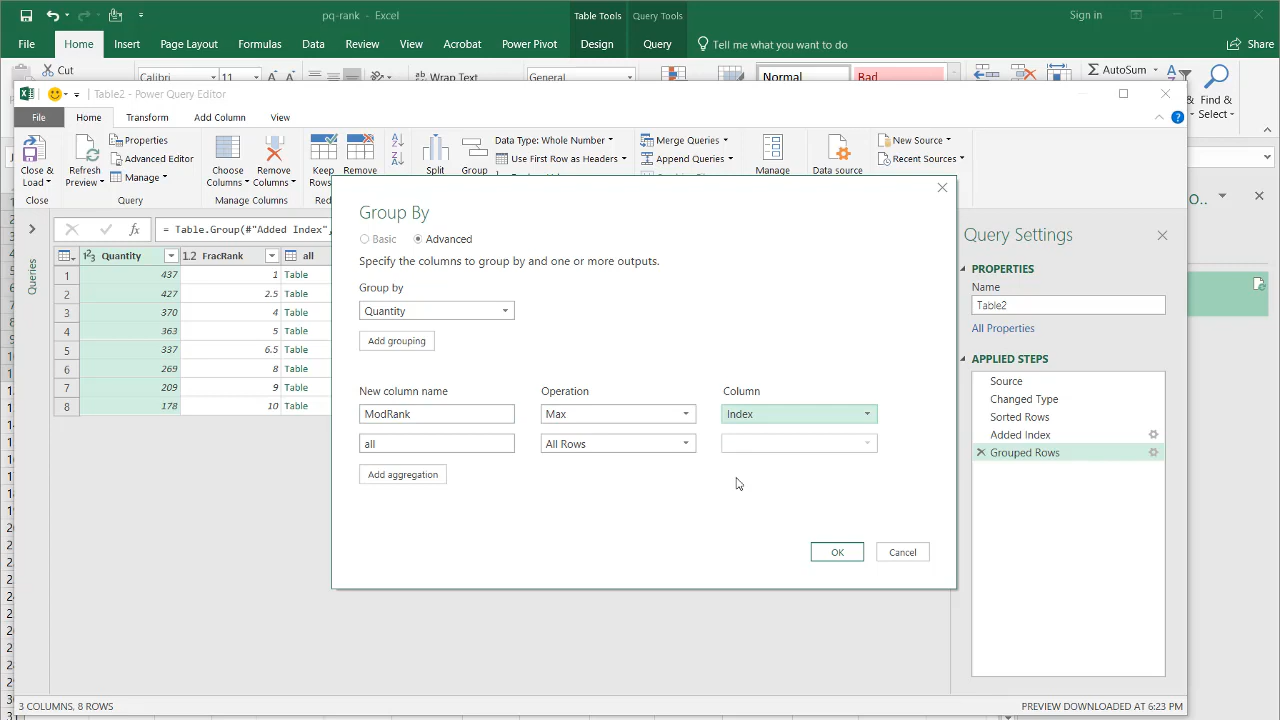 pq-rank - Excel
Table Tools
Query Tools
Sign in
File
Home
Insert
Page Layout
Formulas
Data
Review
View
Acrobat
Power Pivot
Design
Query
Tell me what you want to do
Share
Cut
Calibri
11
Wrap Text
General
Normal
Bad
AutoSum
Find &
Select
Table2 - Power Query Editor
File
Home
Transform
Add Column
View
Close &
Load
Close
Refresh
Preview
Properties
Advanced Editor
Manage
Query
Choose
Columns
Remove
Columns
Manage Columns
Keep
Rows
Remove
Red
Split
Group
Data Type: Whole Number
Use First Row as Headers
Merge Queries
Append Queries
Manage
Data source
New Source
Recent Sources
= Table.Group(#"Added Index",
Queries
Quantity FracRank all
1 437 1 Table
2 427 2.5 Table
3 370 4 Table
4 363 5 Table
5 337 6.5 Table
6 269 8 Table
7 209 9 Table
8 178 10 Table
Group By
Basic
Advanced
Specify the columns to group by and one or more outputs.
Group by
Quantity
Add grouping
New column name Operation Column
ModRank Max Index
all All Rows
Add aggregation
OK
Cancel
Query Settings
PROPERTIES
Name
Table2
All Properties
APPLIED STEPS
Source
Changed Type
Sorted Rows
Added Index
Grouped Rows
3 COLUMNS, 8 ROWS
PREVIEW DOWNLOADED AT 6:23 PM